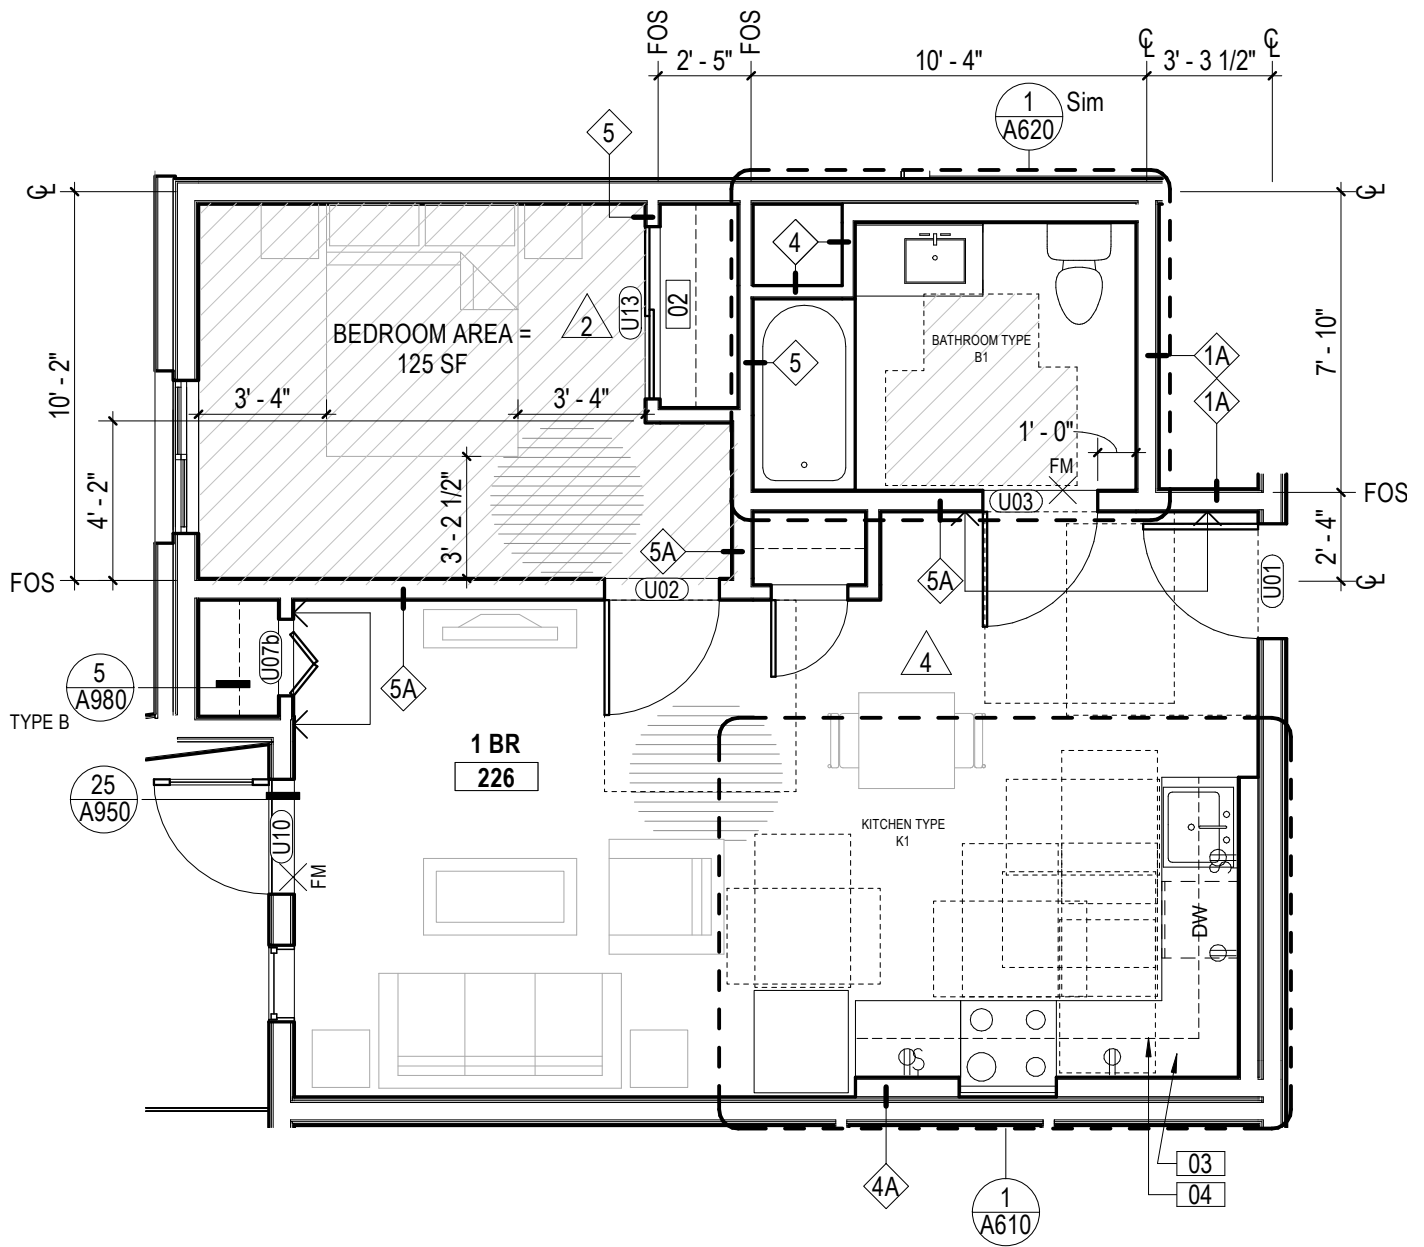 FOS
FOS
℄
℄
2' - 5"
10' - 4"
3' - 3 1/2"
1
A620
Sim
5
℄
℄
4
02
U13
2
BEDROOM AREA =
125 SF
BATHROOM TYPE
B1
5
1A
1A
10' - 2"
7' - 10"
3' - 4"
3' - 4"
1' - 0"
FM
4' - 2"
3' - 2 1/2"
U03
FOS
2' - 4"
5A
5A
FOS
U02
U01
℄
U07b
5
A980
5A
4
TYPE B
1 BR
226
25
A950
U10
FM
KITCHEN TYPE
K1
S
DW
S
03
04
4A
1
A610